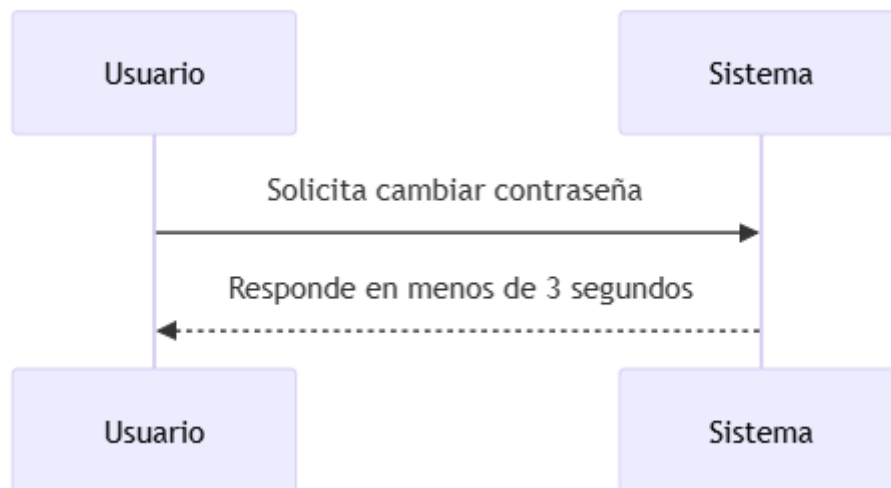 Usuario
Sistema
Solicita cambiar contraseña
Responde en menos de 3 segundos
Usuario
Sistema